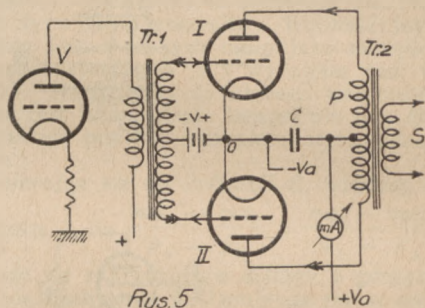 V
Tr.1
I
Tr.2
P
S
-V+
C
o
-Va
mA
II
+
+Va
Rys. 5